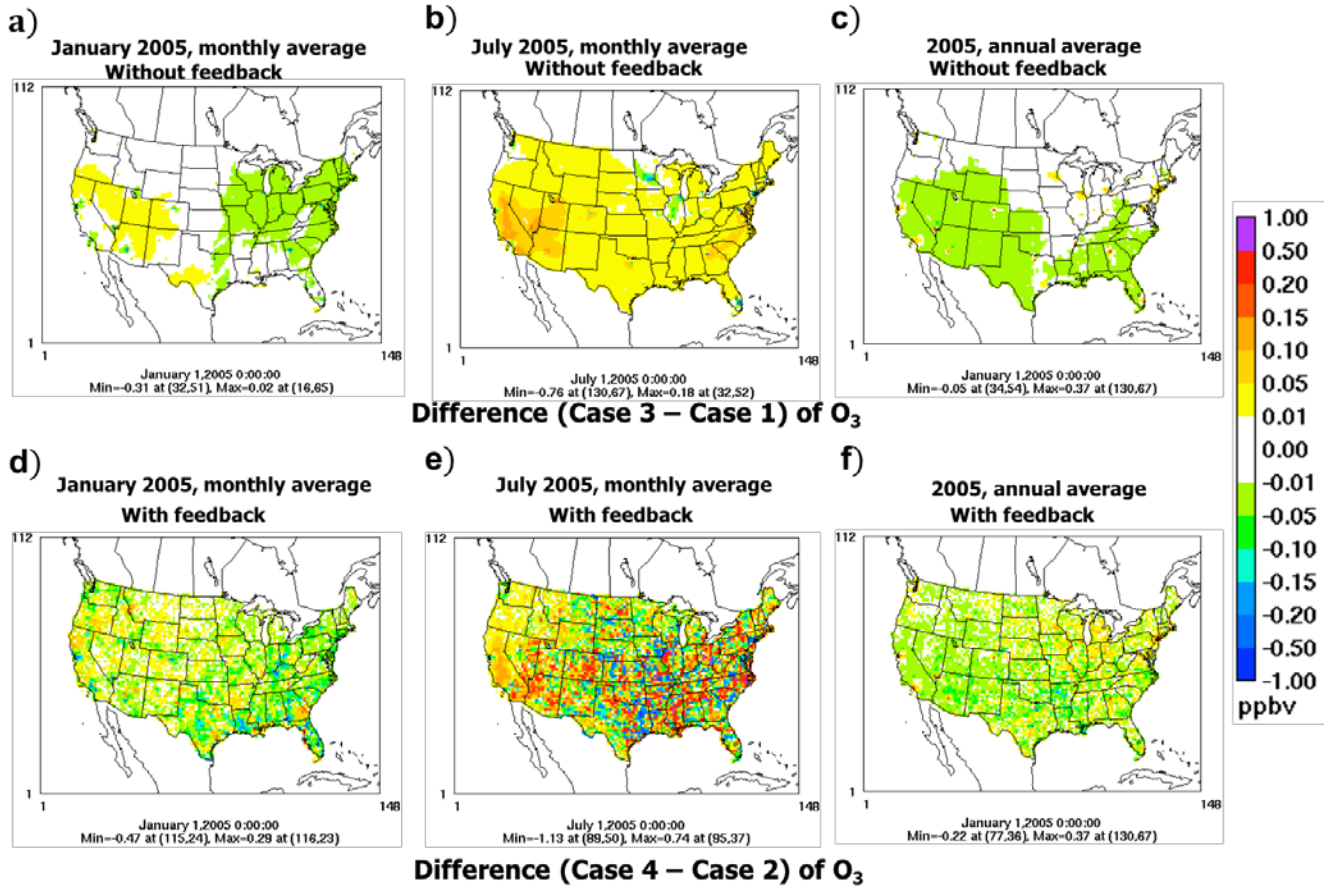 a)
January 2005, monthly average
Without feedback
112
1
1
148
January 1,2005 0:00:00
Min=-0.31 at (32,51), Max=0.02 at (16,65)
b)
July 2005, monthly average
Without feedback
112
1
1
148
July 1,2005 0:00:00
Min=-0.76 at (130,67), Max=0.18 at (32,52)
c)
2005, annual average
Without feedback
112
1
1
148
January 1,2005 0:00:00
Min=-0.05 at (34,54), Max=0.37 at (130,67)
Difference (Case 3 – Case 1) of O3
d)
January 2005, monthly average
With feedback
112
1
1
148
January 1,2005 0:00:00
Min=-0.47 at (115,24), Max=0.29 at (116,23)
e)
July 2005, monthly average
With feedback
112
1
1
148
July 1,2005 0:00:00
Min=-1.13 at (89,50), Max=0.74 at (95,37)
f)
2005, annual average
With feedback
112
1
1
148
January 1,2005 0:00:00
Min=-0.22 at (77,36), Max=0.37 at (130,67)
Difference (Case 4 – Case 2) of O3
1.00
0.50
0.20
0.15
0.10
0.05
0.01
0.00
-0.01
-0.05
-0.10
-0.15
-0.20
-0.50
-1.00
ppbv